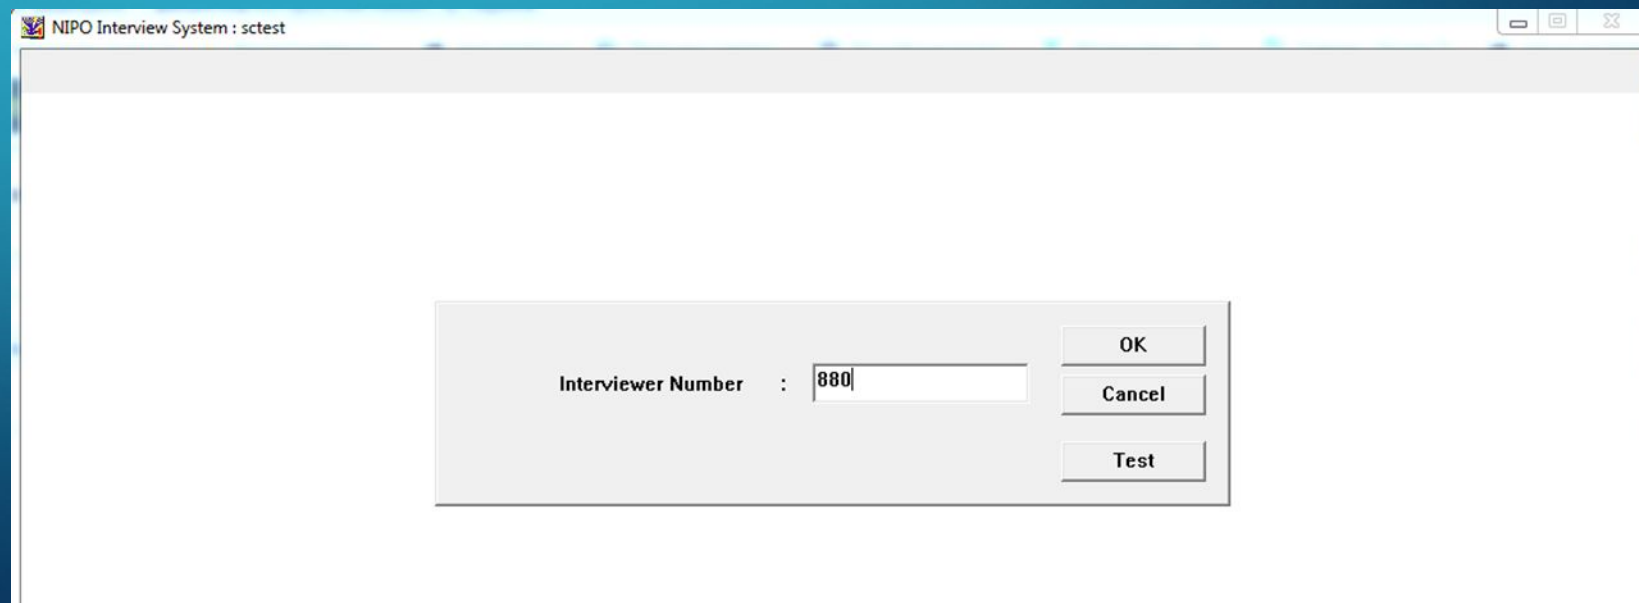 NIPO Interview System : sctest
OK
Interviewer Number : 880
Cancel
Test